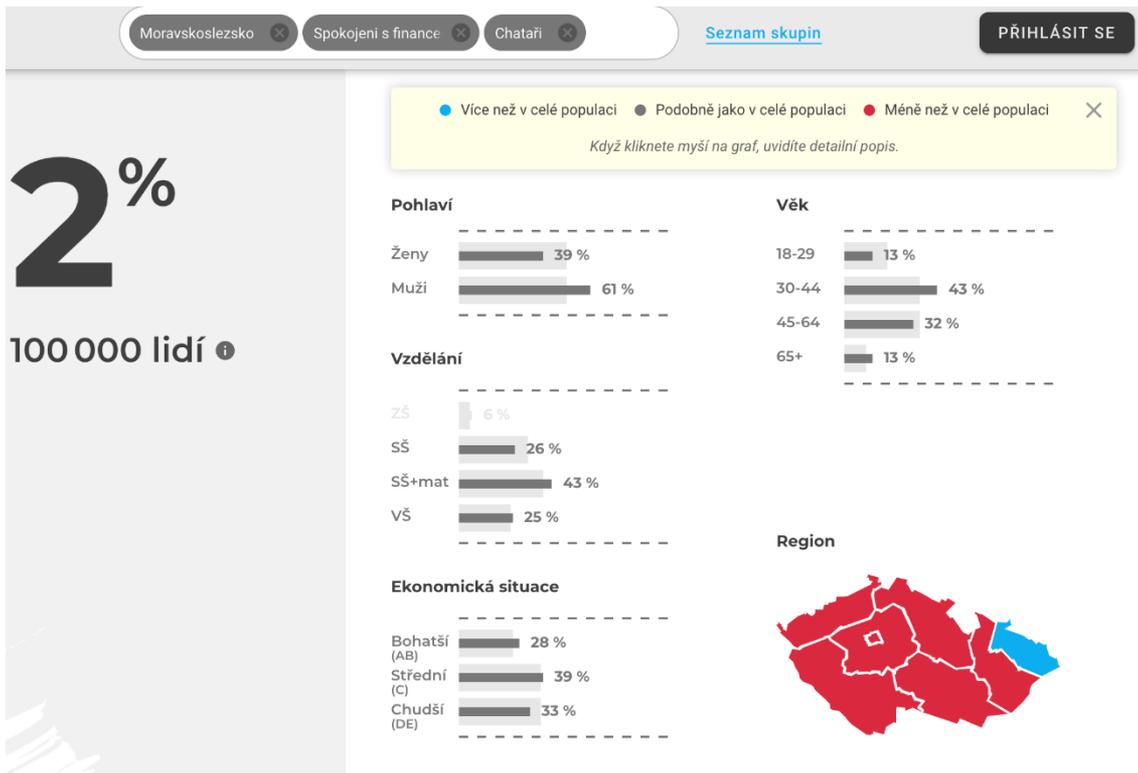 Moravskoslezsko
Spokojeni s finance
Chataři
Seznam skupin
PŘIHLÁSIT SE
2%
100 000 lidí
Více než v celé populaci
Podobně jako v celé populaci
Méně než v celé populaci
Když kliknete myší na graf, uvidíte detailní popis.
Pohlaví
Ženy 39 %
Muži 61 %
Vzdělání
ZŠ 6 %
SŠ 26 %
SŠ+mat 43 %
VŠ 25 %
Ekonomická situace
Bohatší 28 %
(AB)
Střední 39 %
(C)
Chudší 33 %
(DE)
Věk
18-29 13 %
30-44 43 %
45-64 32 %
65+ 13 %
Region